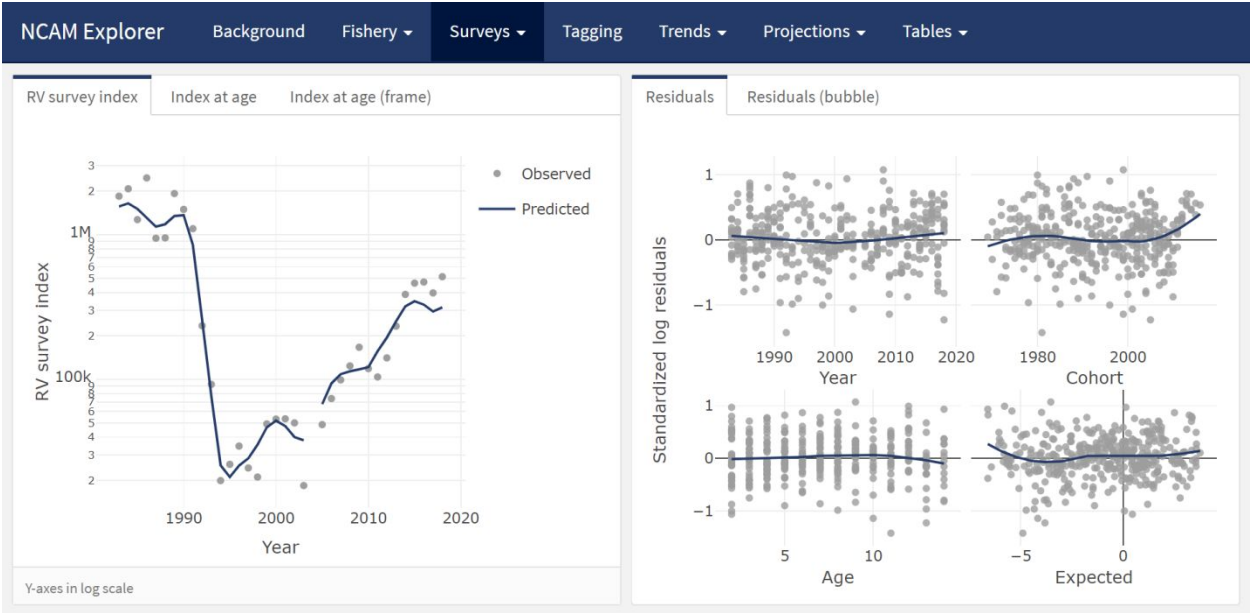 NCAM Explorer Background Fishery Surveys Tagging Trends Projections Tables
RV survey index Index at age Index at age (frame)
RV survey index
3
2
1M
9
8
7
6
5
4
3
2
100k
9
8
7
6
5
4
3
2
1990 2000 2010 2020
Year
Observed
Predicted
Y-axes in log scale
Residuals Residuals (bubble)
Standardized log residuals
1
0
−1
1990 2000 2010 2020
Year
1980 2000
Cohort
1
0
−1
5 10
Age
−5 0
Expected